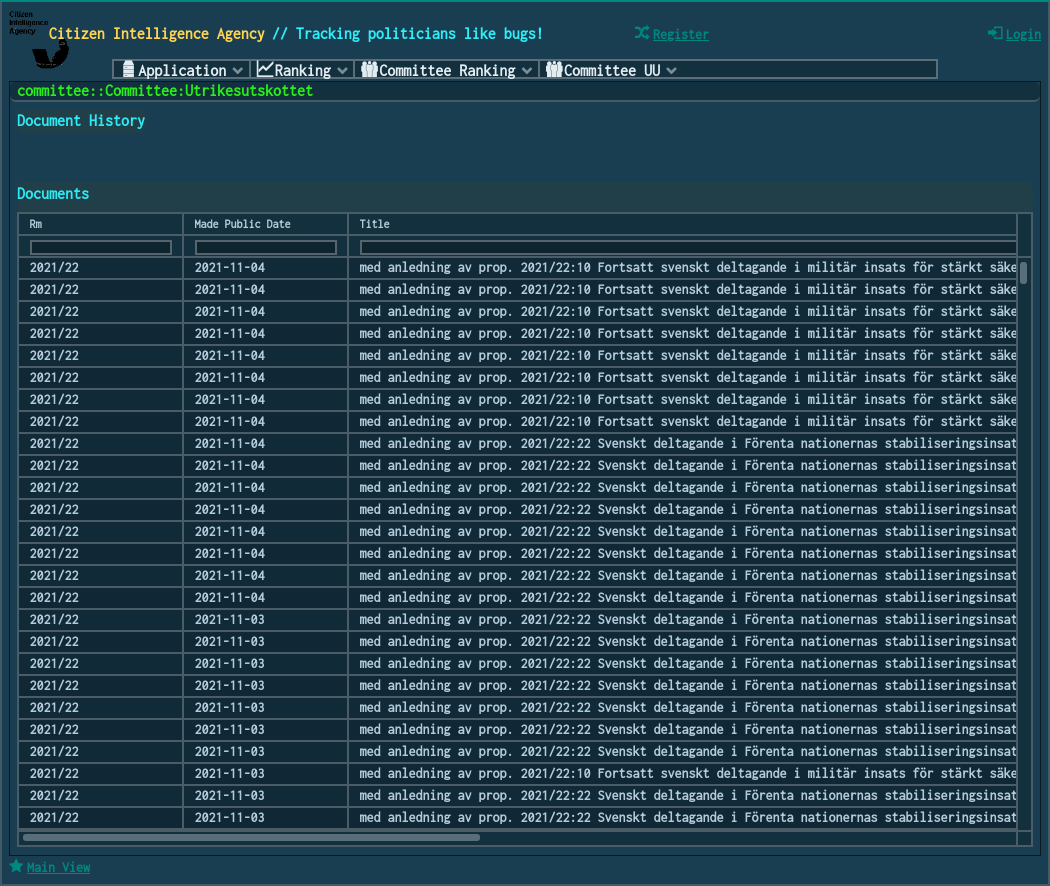 Citizen
Intelligence
Agency
Citizen Intelligence Agency // Tracking politicians like bugs!
Register
Login
Application Ranking Committee Ranking Committee UU
committee::Committee:Utrikesutskottet
Document History
Documents
Rm Made Public Date Title
2021/22 2021-11-04 med anledning av prop. 2021/22:10 Fortsatt svenskt deltagande i militär insats för stärkt säke
2021/22 2021-11-04 med anledning av prop. 2021/22:10 Fortsatt svenskt deltagande i militär insats för stärkt säke
2021/22 2021-11-04 med anledning av prop. 2021/22:10 Fortsatt svenskt deltagande i militär insats för stärkt säke
2021/22 2021-11-04 med anledning av prop. 2021/22:10 Fortsatt svenskt deltagande i militär insats för stärkt säke
2021/22 2021-11-04 med anledning av prop. 2021/22:10 Fortsatt svenskt deltagande i militär insats för stärkt säke
2021/22 2021-11-04 med anledning av prop. 2021/22:10 Fortsatt svenskt deltagande i militär insats för stärkt säke
2021/22 2021-11-04 med anledning av prop. 2021/22:10 Fortsatt svenskt deltagande i militär insats för stärkt säke
2021/22 2021-11-04 med anledning av prop. 2021/22:10 Fortsatt svenskt deltagande i militär insats för stärkt säke
2021/22 2021-11-04 med anledning av prop. 2021/22:22 Svenskt deltagande i Förenta nationernas stabiliseringsinsat
2021/22 2021-11-04 med anledning av prop. 2021/22:22 Svenskt deltagande i Förenta nationernas stabiliseringsinsat
2021/22 2021-11-04 med anledning av prop. 2021/22:22 Svenskt deltagande i Förenta nationernas stabiliseringsinsat
2021/22 2021-11-04 med anledning av prop. 2021/22:22 Svenskt deltagande i Förenta nationernas stabiliseringsinsat
2021/22 2021-11-04 med anledning av prop. 2021/22:22 Svenskt deltagande i Förenta nationernas stabiliseringsinsat
2021/22 2021-11-04 med anledning av prop. 2021/22:22 Svenskt deltagande i Förenta nationernas stabiliseringsinsat
2021/22 2021-11-04 med anledning av prop. 2021/22:22 Svenskt deltagande i Förenta nationernas stabiliseringsinsat
2021/22 2021-11-04 med anledning av prop. 2021/22:22 Svenskt deltagande i Förenta nationernas stabiliseringsinsat
2021/22 2021-11-03 med anledning av prop. 2021/22:22 Svenskt deltagande i Förenta nationernas stabiliseringsinsat
2021/22 2021-11-03 med anledning av prop. 2021/22:22 Svenskt deltagande i Förenta nationernas stabiliseringsinsat
2021/22 2021-11-03 med anledning av prop. 2021/22:22 Svenskt deltagande i Förenta nationernas stabiliseringsinsat
2021/22 2021-11-03 med anledning av prop. 2021/22:22 Svenskt deltagande i Förenta nationernas stabiliseringsinsat
2021/22 2021-11-03 med anledning av prop. 2021/22:22 Svenskt deltagande i Förenta nationernas stabiliseringsinsat
2021/22 2021-11-03 med anledning av prop. 2021/22:22 Svenskt deltagande i Förenta nationernas stabiliseringsinsat
2021/22 2021-11-03 med anledning av prop. 2021/22:22 Svenskt deltagande i Förenta nationernas stabiliseringsinsat
2021/22 2021-11-03 med anledning av prop. 2021/22:10 Fortsatt svenskt deltagande i militär insats för stärkt säke
2021/22 2021-11-03 med anledning av prop. 2021/22:22 Svenskt deltagande i Förenta nationernas stabiliseringsinsat
2021/22 2021-11-03 med anledning av prop. 2021/22:22 Svenskt deltagande i Förenta nationernas stabiliseringsinsat
Main View